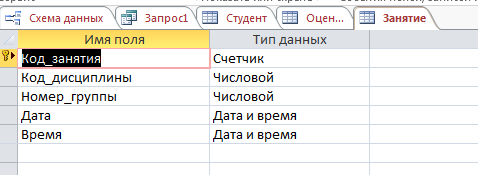 Схема данных Запрос1 Студент Оцен... Занятие
Имя поля Тип данных
Код_занятия Счетчик
Код_дисциплины Числовой
Номер_группы Числовой
Дата Дата и время
Время Дата и время